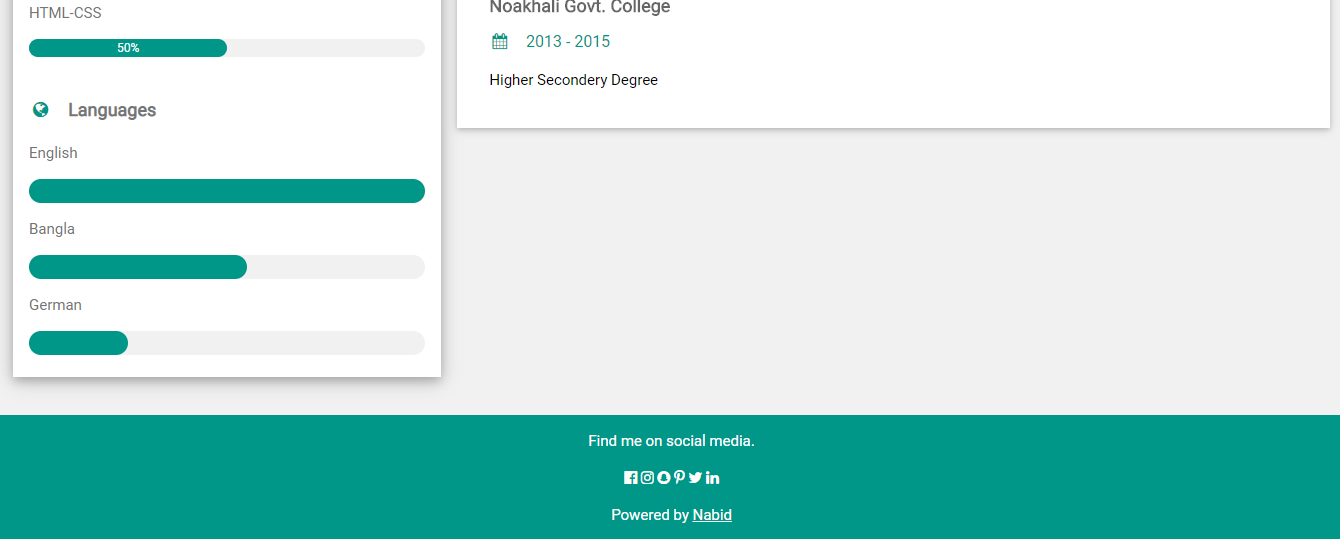 HTML-CSS
50%
Languages
English
Bangla
German
Noakhali Govt. College
2013 - 2015
Higher Secondery Degree
Find me on social media.
Powered by Nabid